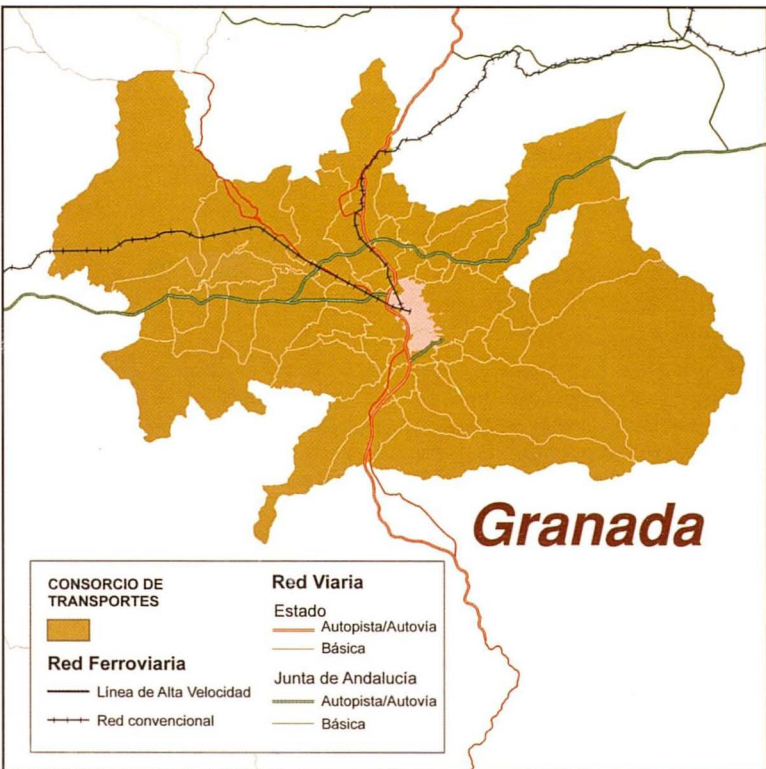 Granada
CONSORCIO DE
TRANSPORTES
Red Ferroviaria
Línea de Alta Velocidad
Red convencional
Red Viaria
Estado
Autopista/Autovía
Básica
Junta de Andalucía
Autopista/Autovía
Básica